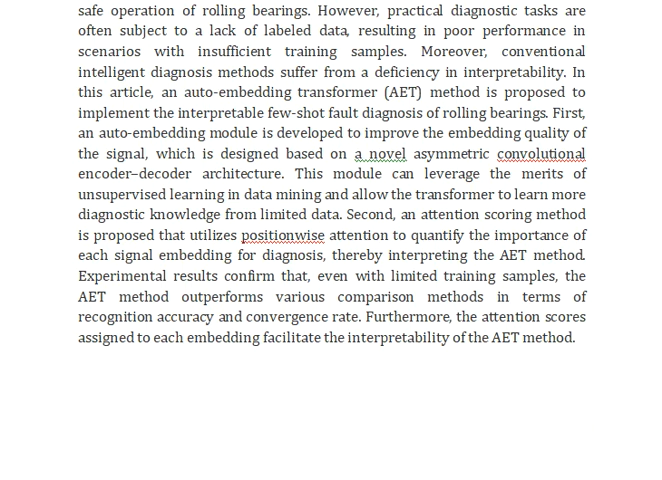 safe operation of rolling bearings. However, practical diagnostic tasks are
often subject to a lack of labeled data, resulting in poor performance in
scenarios with insufficient training samples. Moreover, conventional
intelligent diagnosis methods suffer from a deficiency in interpretability. In
this article, an auto-embedding transformer (AET) method is proposed to
implement the interpretable few-shot fault diagnosis of rolling bearings. First,
an auto-embedding module is developed to improve the embedding quality of
the signal, which is designed based on a novel asymmetric convolutional
encoder–decoder architecture. This module can leverage the merits of
unsupervised learning in data mining and allow the transformer to learn more
diagnostic knowledge from limited data. Second, an attention scoring method
is proposed that utilizes positionwise attention to quantify the importance of
each signal embedding for diagnosis, thereby interpreting the AET method.
Experimental results confirm that, even with limited training samples, the
AET method outperforms various comparison methods in terms of
recognition accuracy and convergence rate. Furthermore, the attention scores
assigned to each embedding facilitate the interpretability of the AET method.